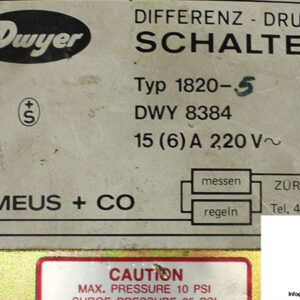 Dwyer
DIFFERENZ - DRU
SCHALTE
Typ 1820-5
DWY 8384
15 (6) A 220 V~
+
S
MEUS + CO
messen
regeln
ZÜR
Tel. 4
CAUTION
MAX. PRESSURE 10 PSI